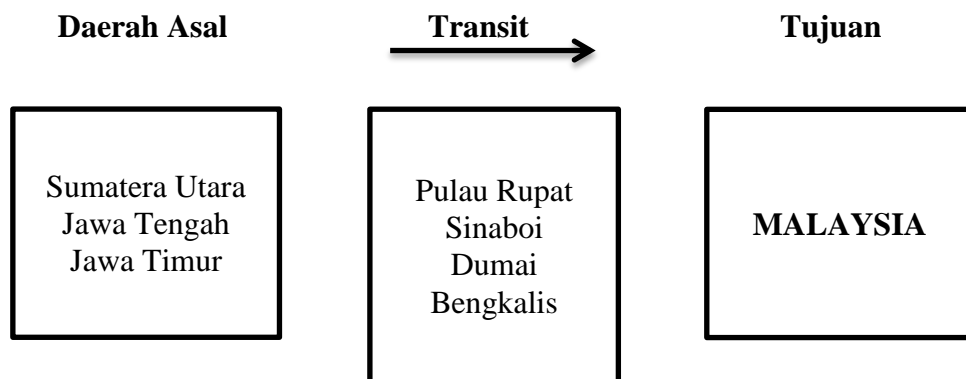 Daerah Asal
Transit
Tujuan
Sumatera Utara
Jawa Tengah
Jawa Timur
Pulau Rupat
Sinaboi
Dumai
Bengkalis
MALAYSIA